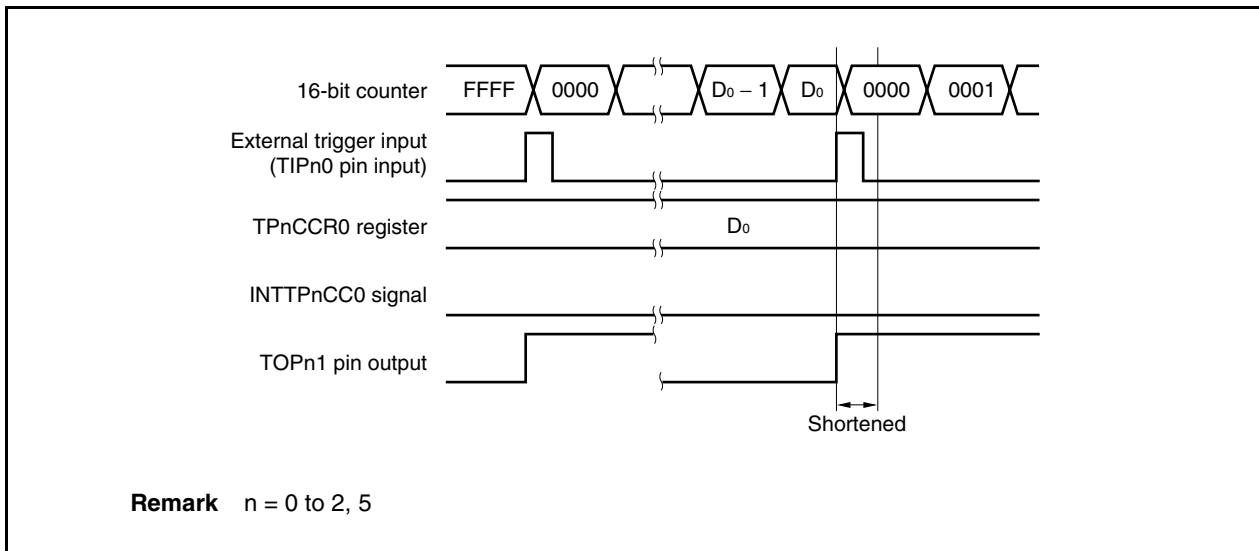 16-bit counter FFFF 0000 D₀ − 1 D₀ 0000 0001
External trigger input
(TIPn0 pin input)
TPnCCR0 register D₀
INTTPnCC0 signal
TOPn1 pin output
Shortened
Remark n = 0 to 2, 5